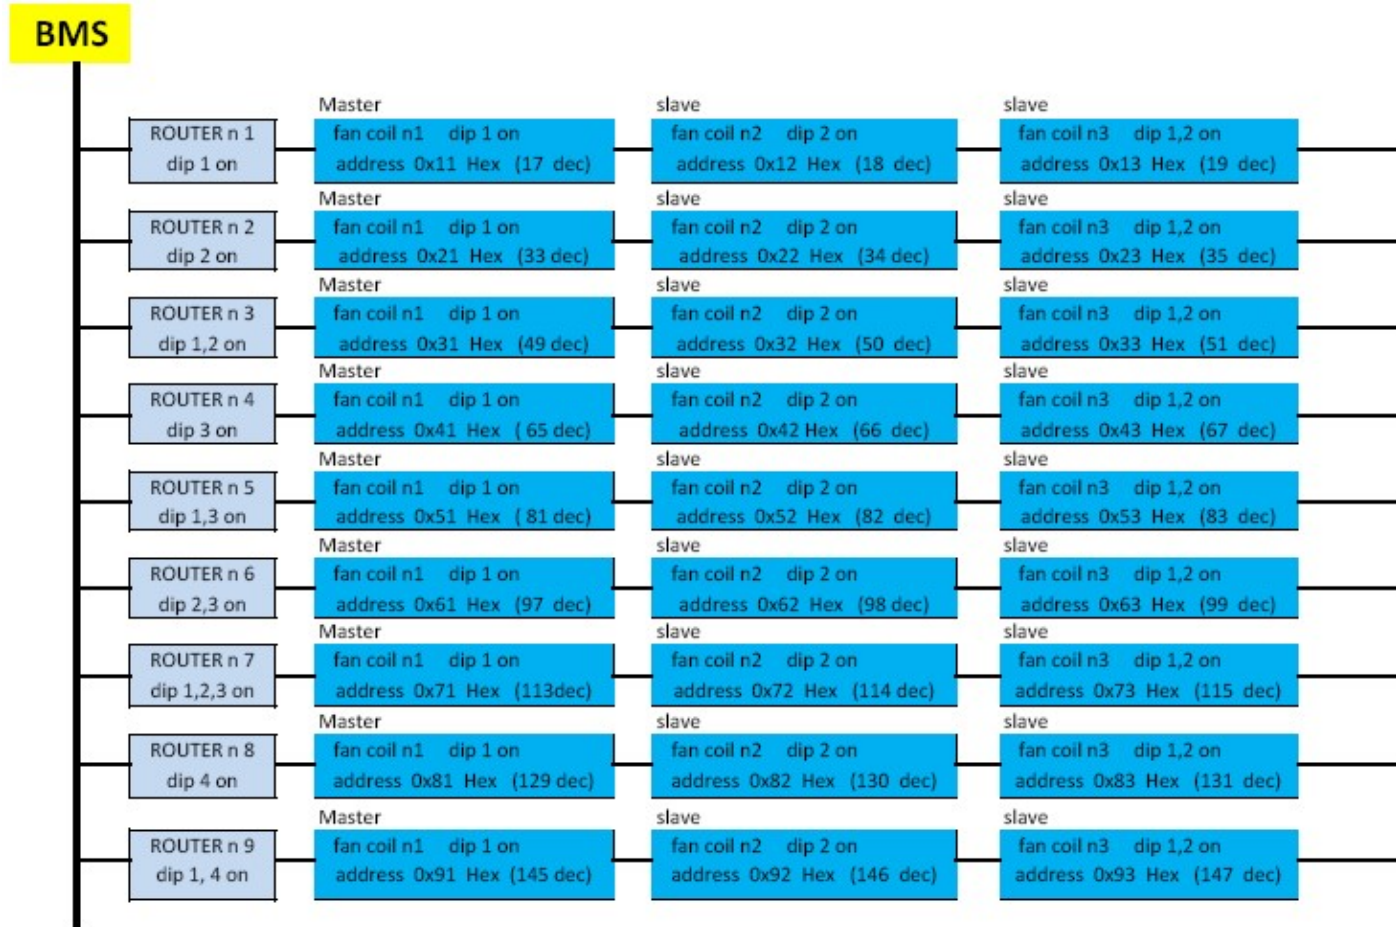 BMS
Master slave slave
ROUTER n 1 fan coil n1 dip 1 on fan coil n2 dip 2 on fan coil n3 dip 1,2 on
dip 1 on address 0x11 Hex (17 dec) address 0x12 Hex (18 dec) address 0x13 Hex (19 dec)
Master slave slave
ROUTER n 2 fan coil n1 dip 1 on fan coil n2 dip 2 on fan coil n3 dip 1,2 on
dip 2 on address 0x21 Hex (33 dec) address 0x22 Hex (34 dec) address 0x23 Hex (35 dec)
Master slave slave
ROUTER n 3 fan coil n1 dip 1 on fan coil n2 dip 2 on fan coil n3 dip 1,2 on
dip 1,2 on address 0x31 Hex (49 dec) address 0x32 Hex (50 dec) address 0x33 Hex (51 dec)
Master slave slave
ROUTER n 4 fan coil n1 dip 1 on fan coil n2 dip 2 on fan coil n3 dip 1,2 on
dip 3 on address 0x41 Hex ( 65 dec) address 0x42 Hex (66 dec) address 0x43 Hex (67 dec)
Master slave slave
ROUTER n 5 fan coil n1 dip 1 on fan coil n2 dip 2 on fan coil n3 dip 1,2 on
dip 1,3 on address 0x51 Hex ( 81 dec) address 0x52 Hex (82 dec) address 0x53 Hex (83 dec)
Master slave slave
ROUTER n 6 fan coil n1 dip 1 on fan coil n2 dip 2 on fan coil n3 dip 1,2 on
dip 2,3 on address 0x61 Hex (97 dec) address 0x62 Hex (98 dec) address 0x63 Hex (99 dec)
Master slave slave
ROUTER n 7 fan coil n1 dip 1 on fan coil n2 dip 2 on fan coil n3 dip 1,2 on
dip 1,2,3 on address 0x71 Hex (113dec) address 0x72 Hex (114 dec) address 0x73 Hex (115 dec)
Master slave slave
ROUTER n 8 fan coil n1 dip 1 on fan coil n2 dip 2 on fan coil n3 dip 1,2 on
dip 4 on address 0x81 Hex (129 dec) address 0x82 Hex (130 dec) address 0x83 Hex (131 dec)
Master slave slave
ROUTER n 9 fan coil n1 dip 1 on fan coil n2 dip 2 on fan coil n3 dip 1,2 on
dip 1, 4 on address 0x91 Hex (145 dec) address 0x92 Hex (146 dec) address 0x93 Hex (147 dec)